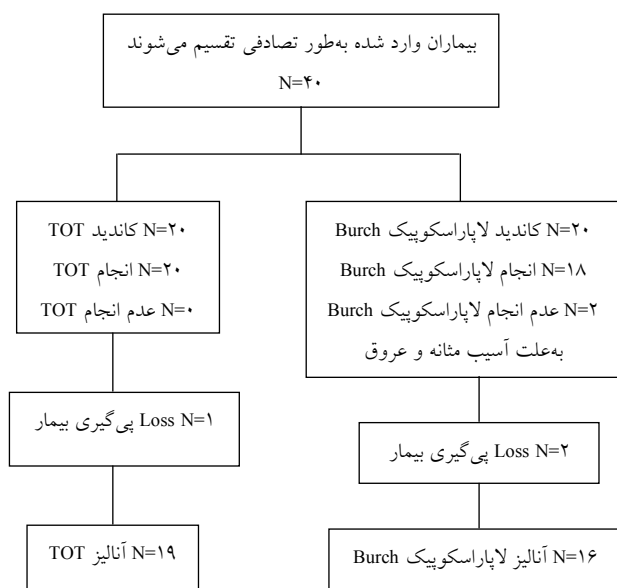 بیماران وارد شده به‌طور تصادفی تقسیم می‌شوند
N=۴۰
N=۲۰ کاندید لاپاراسکوپیک Burch
N=۱۸ انجام لاپاراسکوپیک Burch
N=۲ عدم انجام لاپاراسکوپیک Burch
به‌علت آسیب مثانه و عروق
N=۲۰ کاندید TOT
N=۲۰ انجام TOT
N=۰ عدم انجام TOT
Loss N=۲ پی‌گیری بیمار
Loss N=۱ پی‌گیری بیمار
N=۱۶ آنالیز لاپاراسکوپیک Burch
N=۱۹ آنالیز TOT